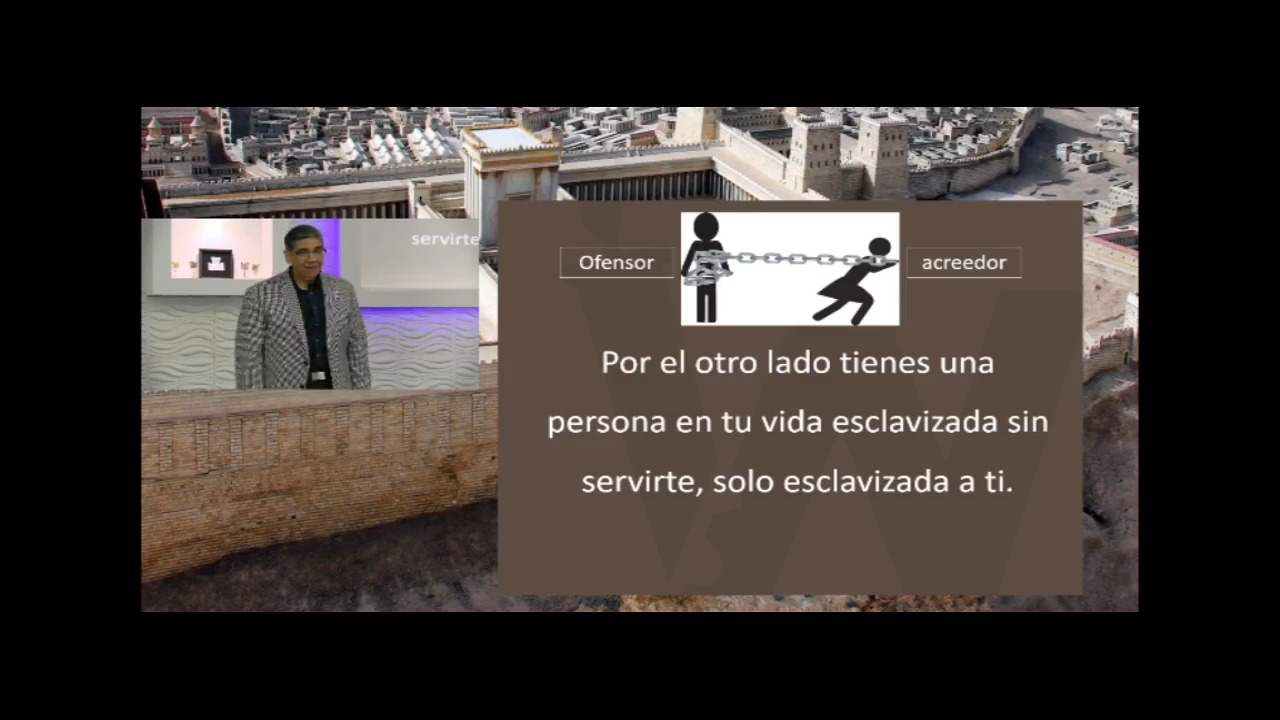 servirte
Ofensor
acreedor
Por el otro lado tienes una
persona en tu vida esclavizada sin
servirte, solo esclavizada a ti.